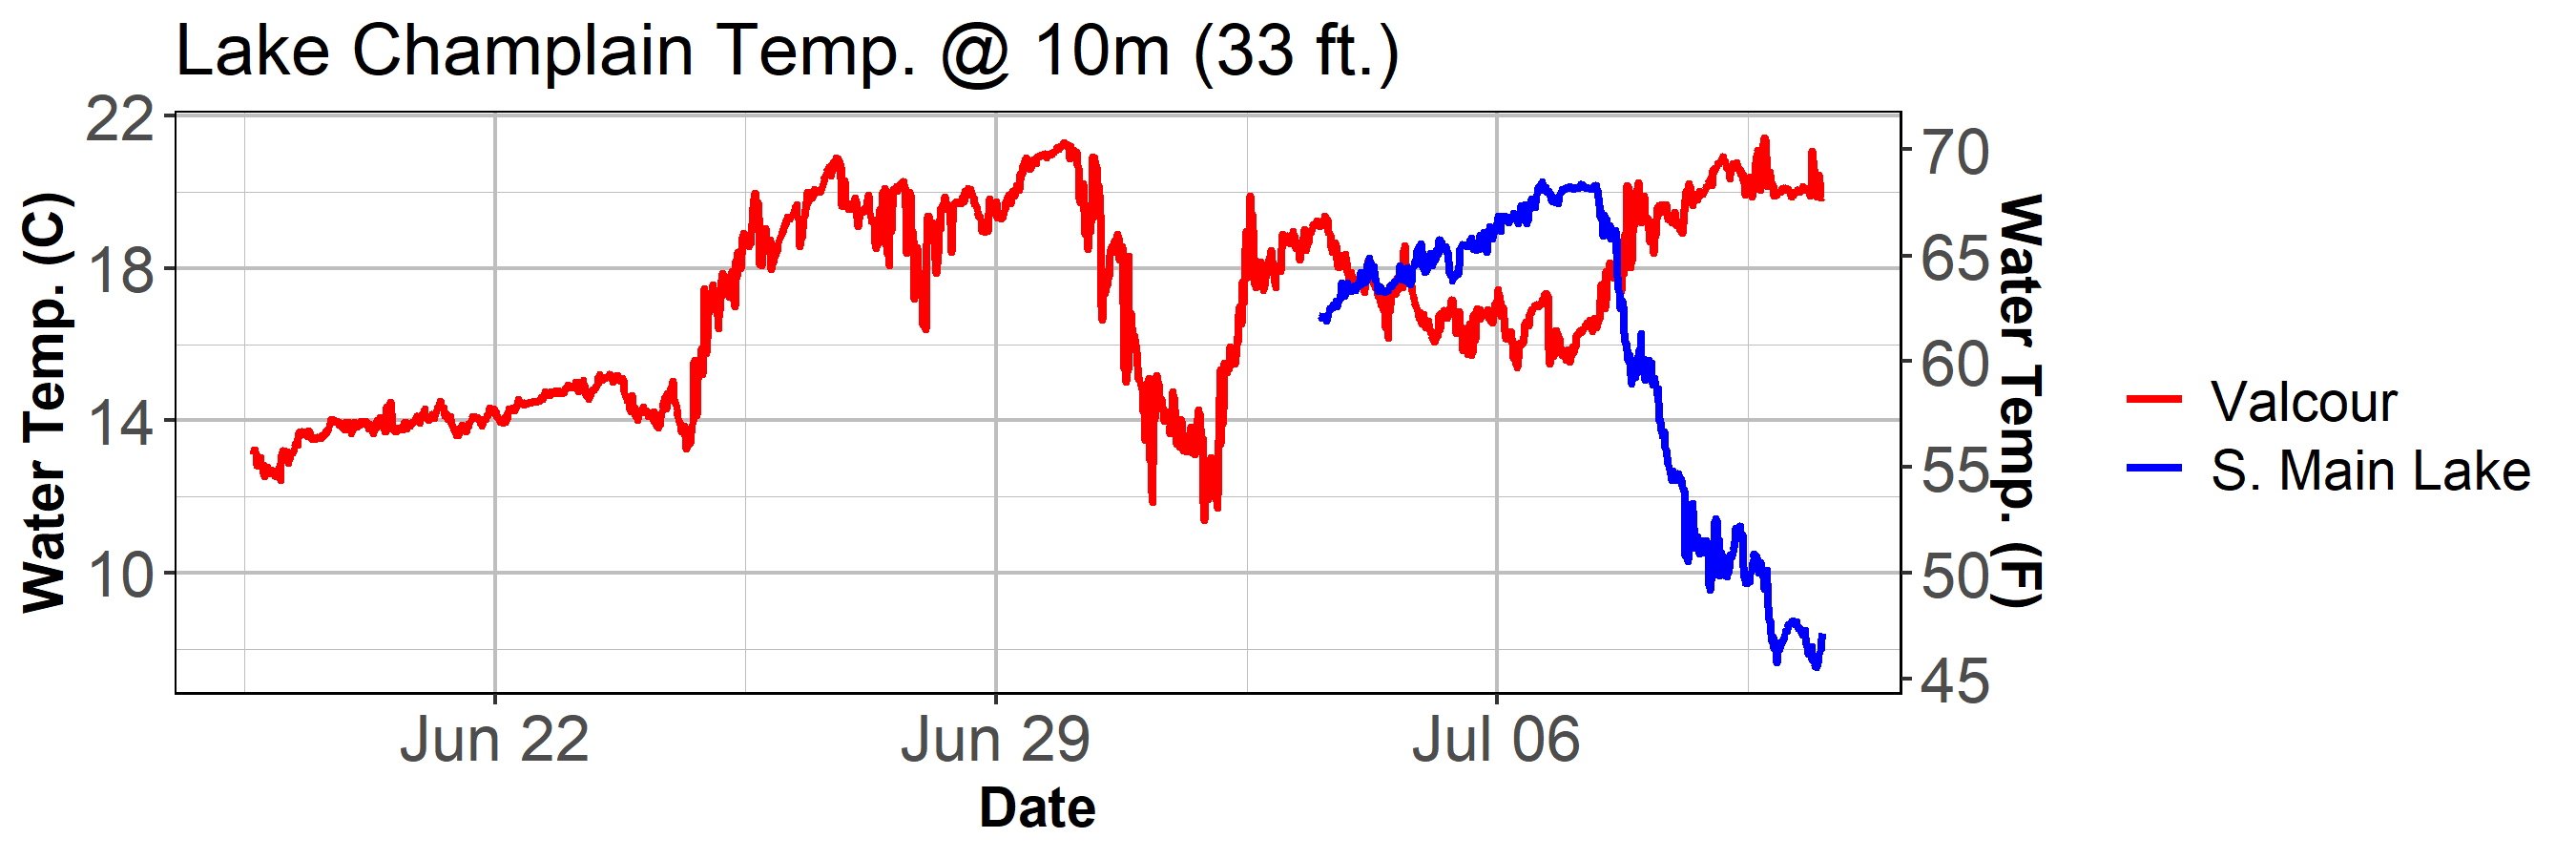 Lake Champlain Temp. @ 10m (33 ft.)
Water Temp. (C)
22
18
14
10
70
65
60
55
50
45
Water Temp. (F)
Jun 22
Jun 29
Jul 06
Date
Valcour
S. Main Lake